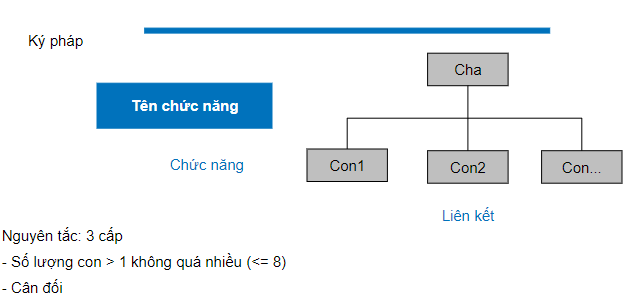 Ký pháp
Cha
Tên chức năng
Chức năng
Con1
Con2
Con...
Liên kết
Nguyên tắc: 3 cấp
- Số lượng con > 1 không quá nhiều (<= 8)
- Cân đối